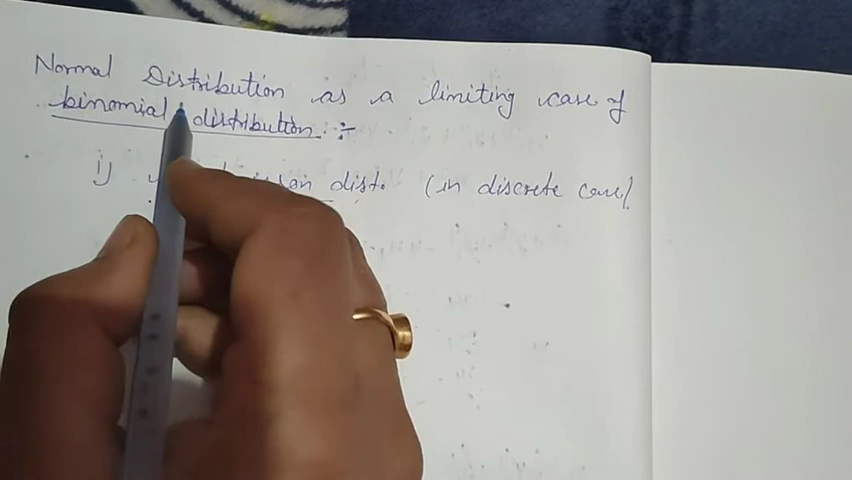 Normal Distribution as a limiting case of
binomial distribution :-
i) dist. (in discrete case)